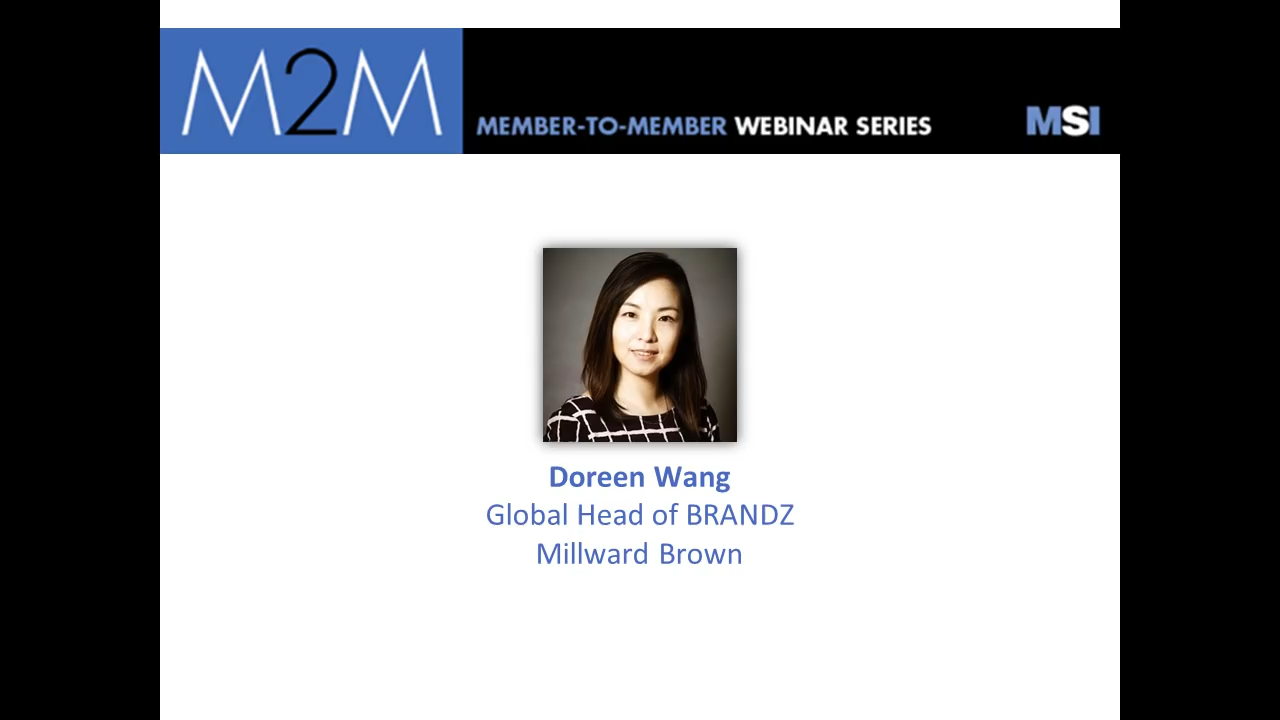 M2M
MEMBER-TO-MEMBER WEBINAR SERIES
MSI
Doreen Wang
Global Head of BRANDZ
Millward Brown